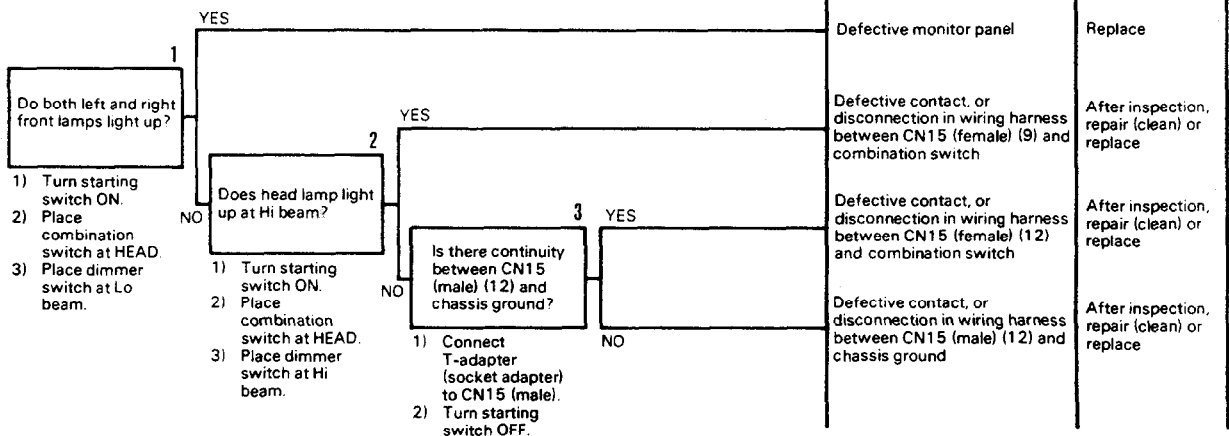 YES
Defective monitor panel
Replace
1
Do both left and right
front lamps light up?
1) Turn starting
switch ON.
2) Place
combination
switch at HEAD.
3) Place dimmer
switch at Lo
beam.
YES
Defective contact, or
disconnection in wiring harness
between CN15 (female) (9) and
combination switch
After inspection,
repair (clean) or
replace
2
NO
Does head lamp light
up at Hi beam?
1) Turn starting
switch ON.
2) Place
combination
switch at HEAD.
3) Place dimmer
switch at Hi
beam.
3
YES
Defective contact, or
disconnection in wiring harness
between CN15 (female) (12)
and combination switch
After inspection,
repair (clean) or
replace
NO
Is there continuity
between CN15
(male) (12) and
chassis ground?
1) Connect
T-adapter
(socket adapter)
to CN15 (male).
2) Turn starting
switch OFF.
NO
Defective contact, or
disconnection in wiring harness
between CN15 (male) (12) and
chassis ground
After inspection,
repair (clean) or
replace